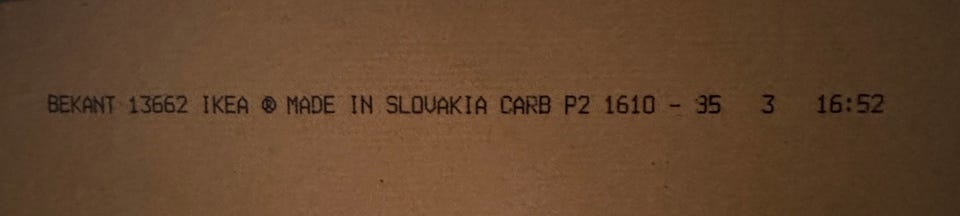 BEKANT 13662 IKEA ® MADE IN SLOVAKIA CARB P2 1610 - 35 3 16:52